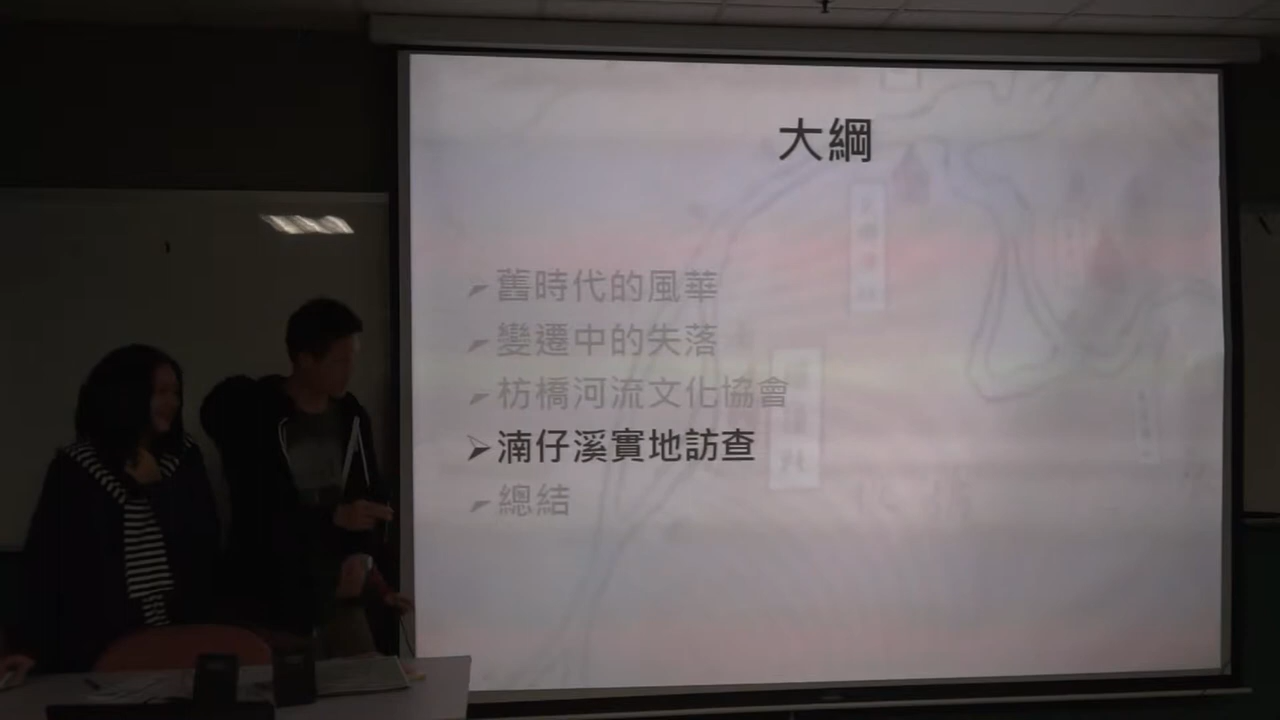 大綱
舊時代的風華
變遷中的失落
枋橋河流文化協會
湳仔溪實地訪查
總結